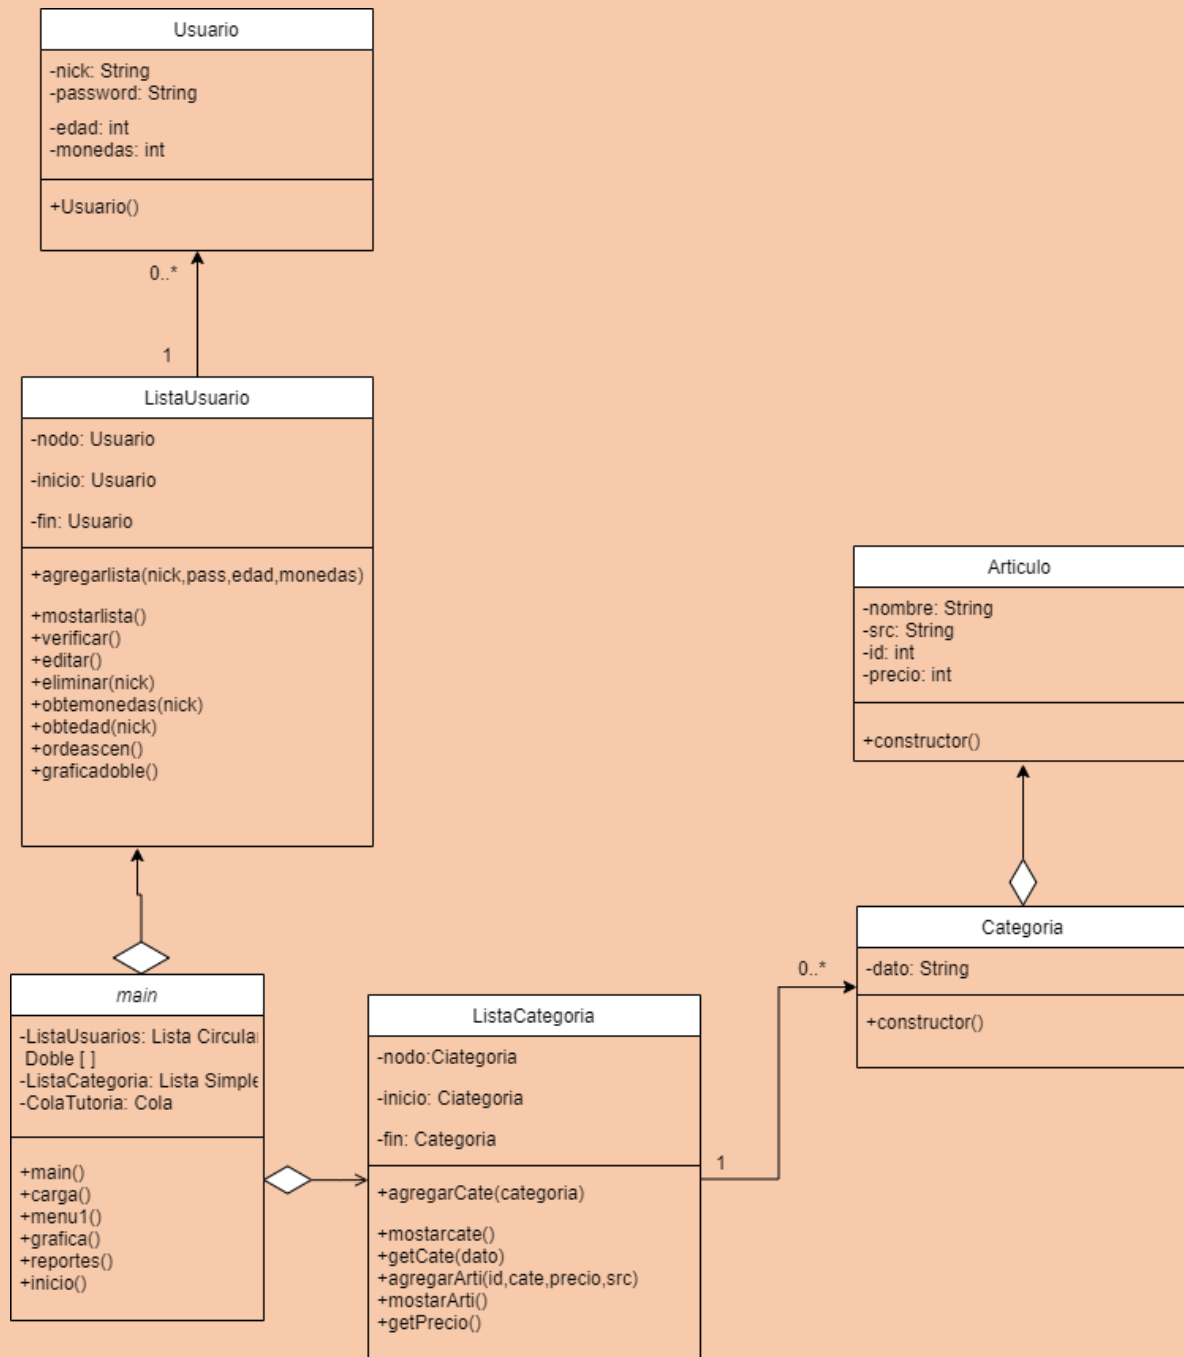 Usuario
-nick: String
-password: String
-edad: int
-monedas: int
+Usuario()
0..*
1
ListaUsuario
-nodo: Usuario
-inicio: Usuario
-fin: Usuario
+agregarlista(nick,pass,edad,monedas)
+mostarlista()
+verificar()
+editar()
+eliminar(nick)
+obtemonedas(nick)
+obtedad(nick)
+ordeascen()
+graficadoble()
Articulo
-nombre: String
-src: String
-id: int
-precio: int
+constructor()
Categoria
-dato: String
+constructor()
0..*
1
main
-ListaUsuarios: Lista Circular
Doble [ ]
-ListaCategoria: Lista Simple
-ColaTutoria: Cola
+main()
+carga()
+menu1()
+grafica()
+reportes()
+inicio()
ListaCategoria
-nodo:Ciategoria
-inicio: Ciategoria
-fin: Categoria
+agregarCate(categoria)
+mostarcate()
+getCate(dato)
+agregarArti(id,cate,precio,src)
+mostarArti()
+getPrecio()